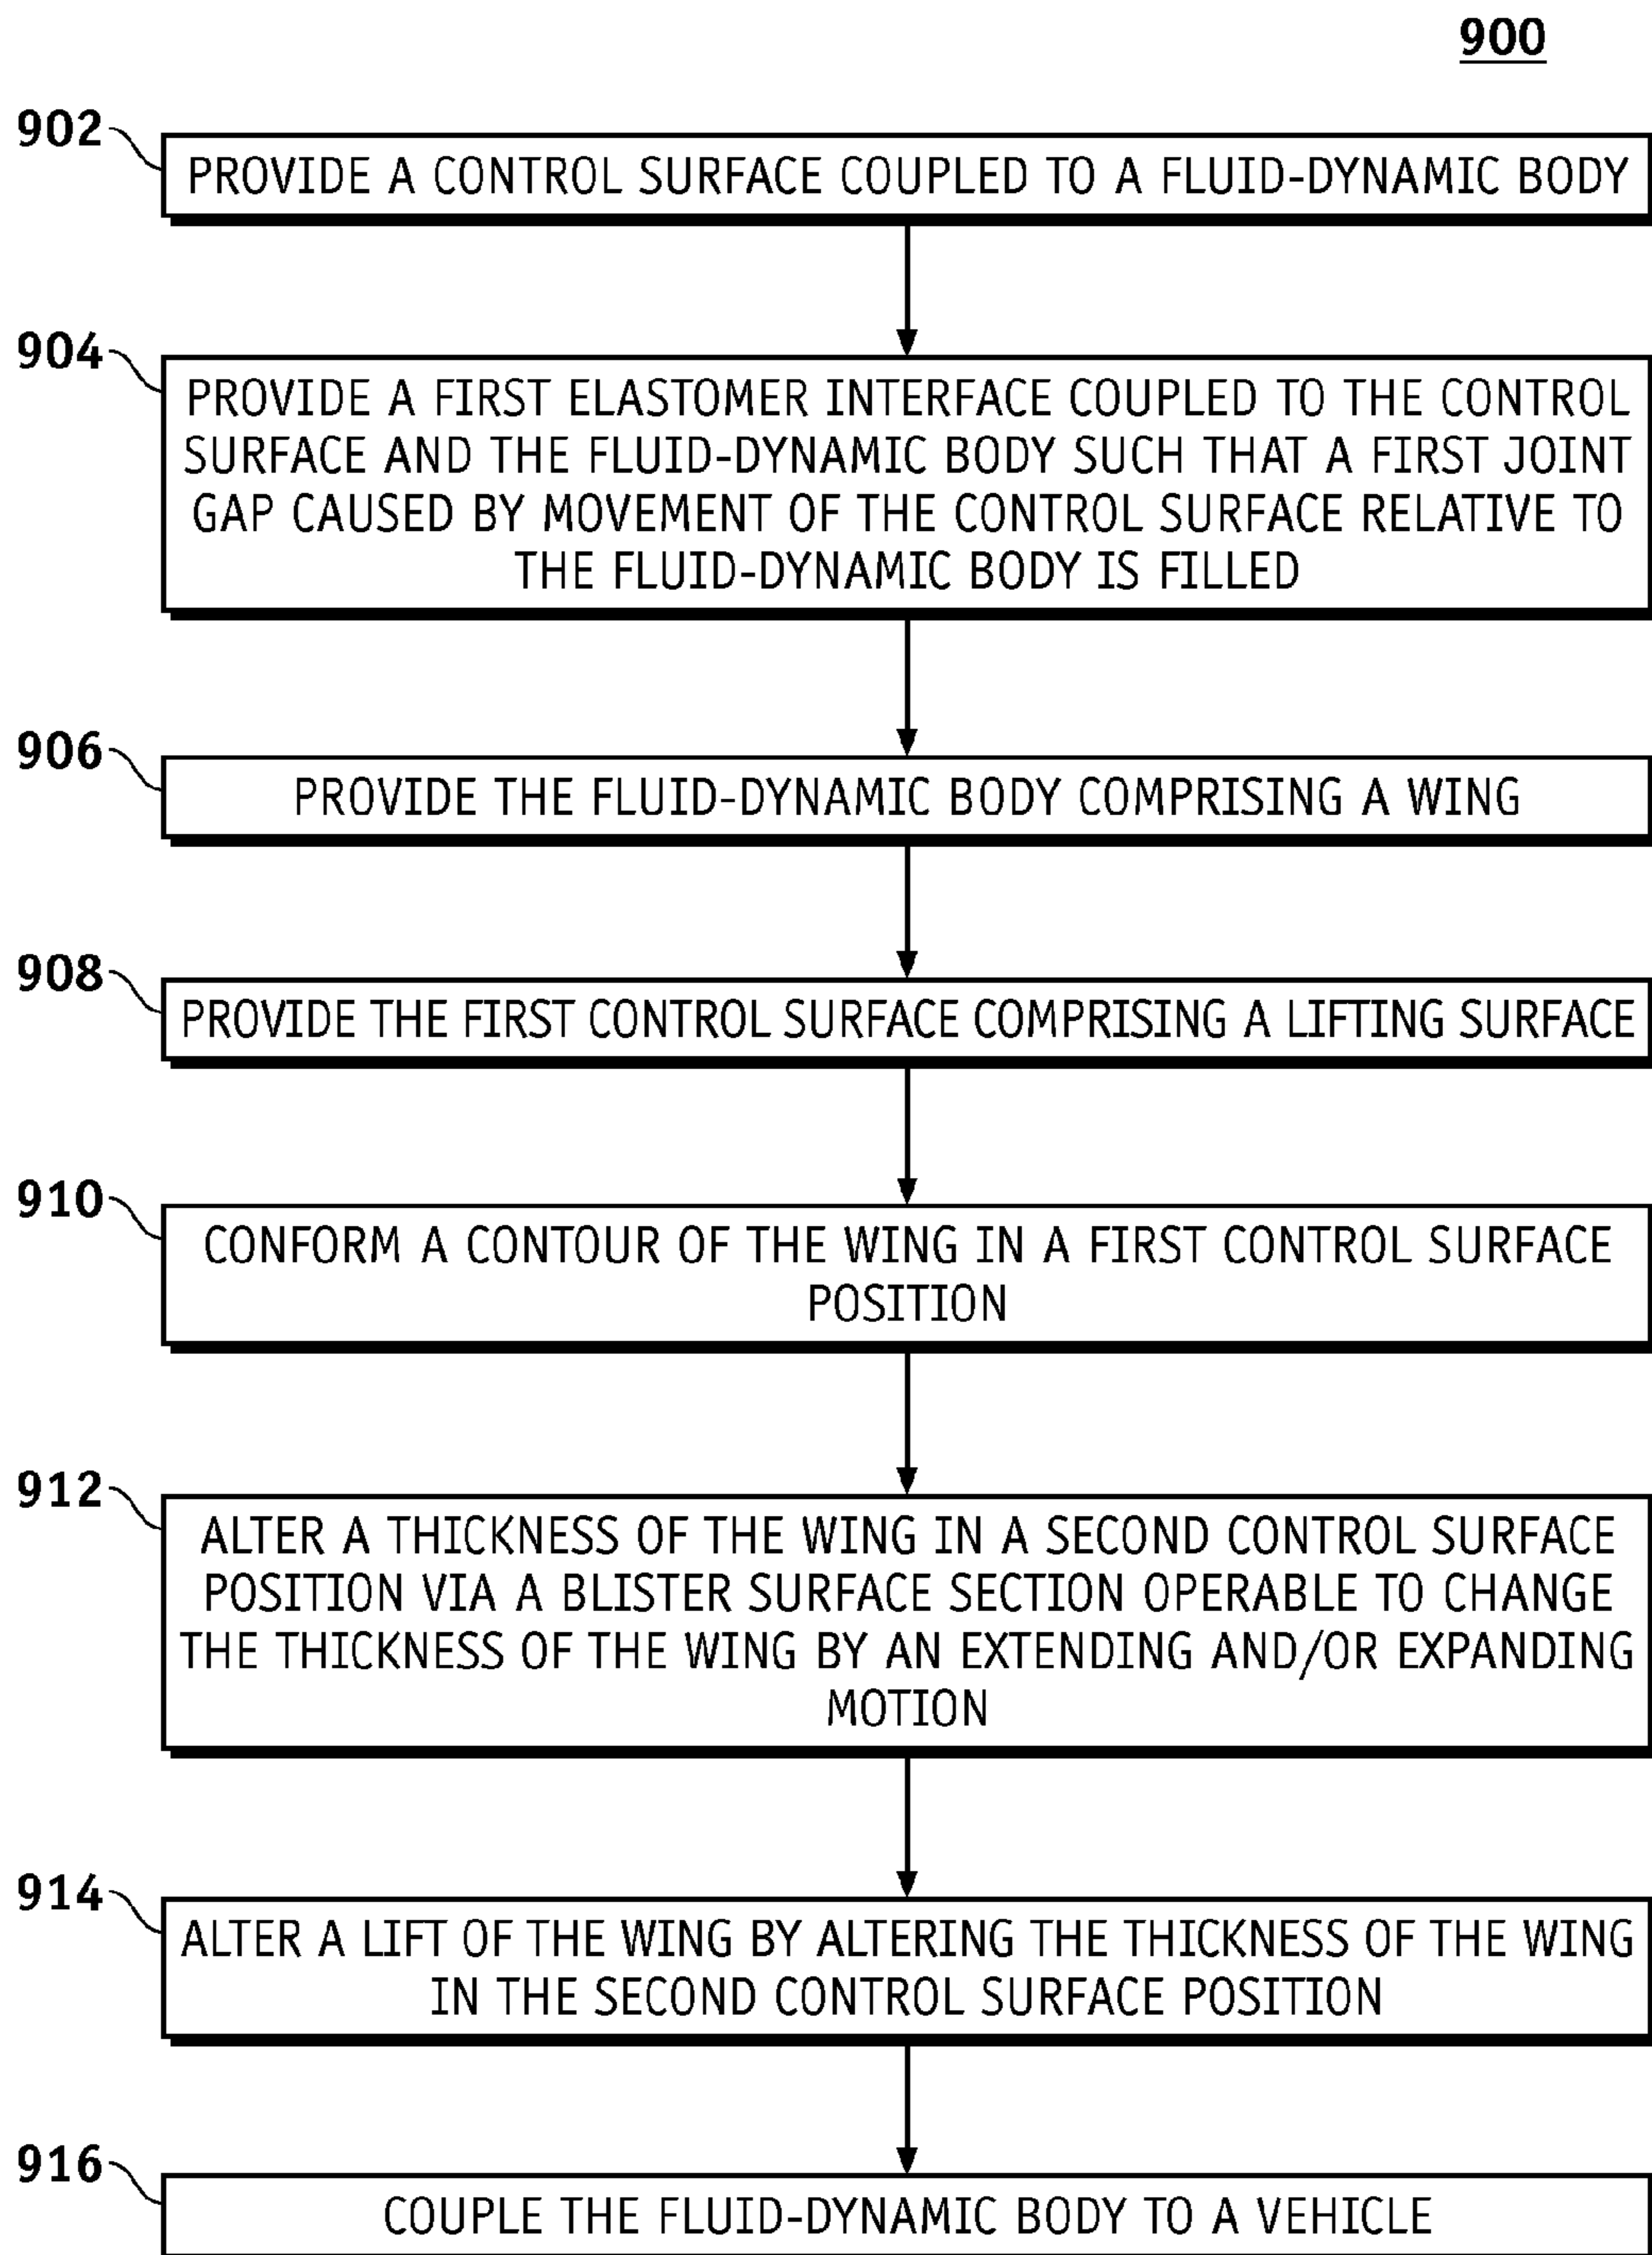 900
902
PROVIDE A CONTROL SURFACE COUPLED TO A FLUID-DYNAMIC BODY
904
PROVIDE A FIRST ELASTOMER INTERFACE COUPLED TO THE CONTROL
SURFACE AND THE FLUID-DYNAMIC BODY SUCH THAT A FIRST JOINT
GAP CAUSED BY MOVEMENT OF THE CONTROL SURFACE RELATIVE TO
THE FLUID-DYNAMIC BODY IS FILLED
906
PROVIDE THE FLUID-DYNAMIC BODY COMPRISING A WING
908
PROVIDE THE FIRST CONTROL SURFACE COMPRISING A LIFTING SURFACE
910
CONFORM A CONTOUR OF THE WING IN A FIRST CONTROL SURFACE
POSITION
912
ALTER A THICKNESS OF THE WING IN A SECOND CONTROL SURFACE
POSITION VIA A BLISTER SURFACE SECTION OPERABLE TO CHANGE
THE THICKNESS OF THE WING BY AN EXTENDING AND/OR EXPANDING
MOTION
914
ALTER A LIFT OF THE WING BY ALTERING THE THICKNESS OF THE WING
IN THE SECOND CONTROL SURFACE POSITION
916
COUPLE THE FLUID-DYNAMIC BODY TO A VEHICLE